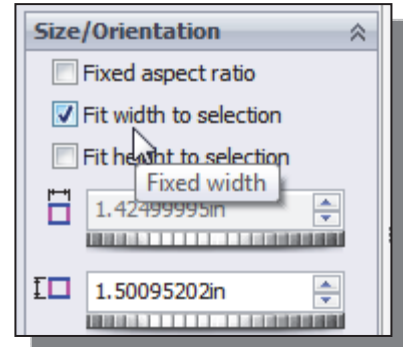 Size/Orientation
Fixed aspect ratio
Fit width to selection
Fit height to selection
Fixed width
1.42499995in
1.50095202in